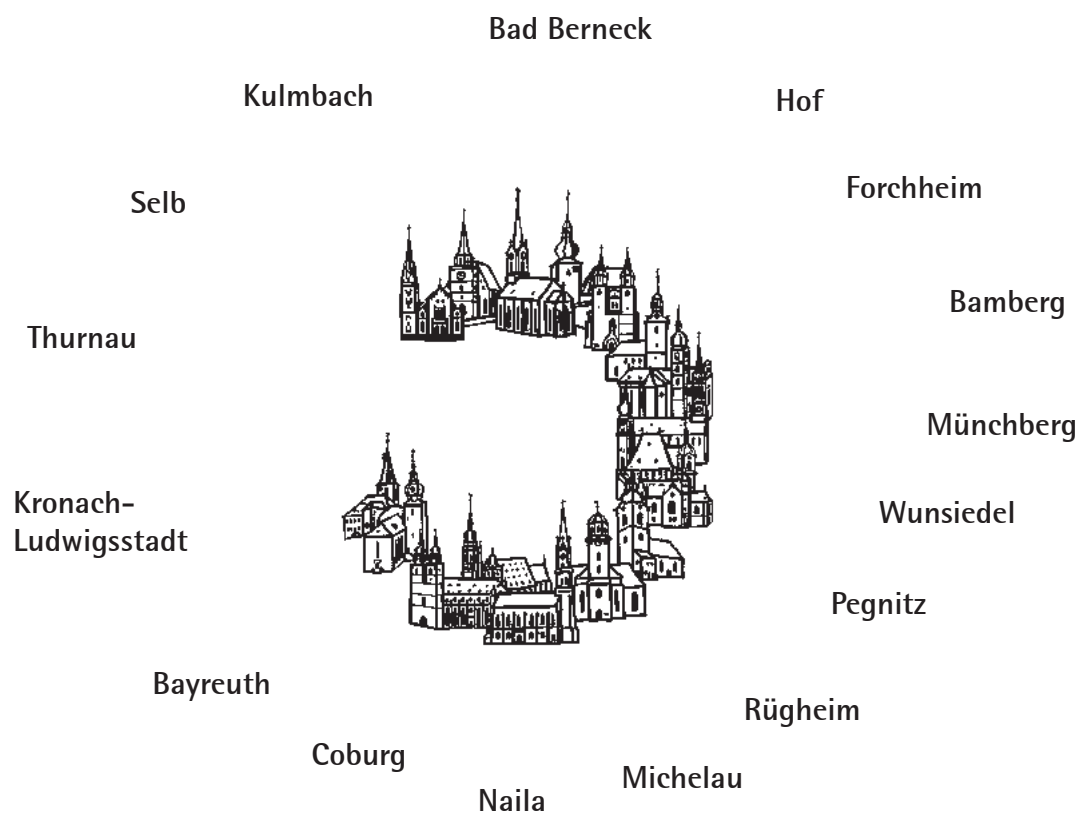 Bad Berneck
Kulmbach
Hof
Forchheim
Selb
Bamberg
Thurnau
Münchberg
Kronach-
Ludwigsstadt
Wunsiedel
Pegnitz
Bayreuth
Rügheim
Coburg
Michelau
Naila